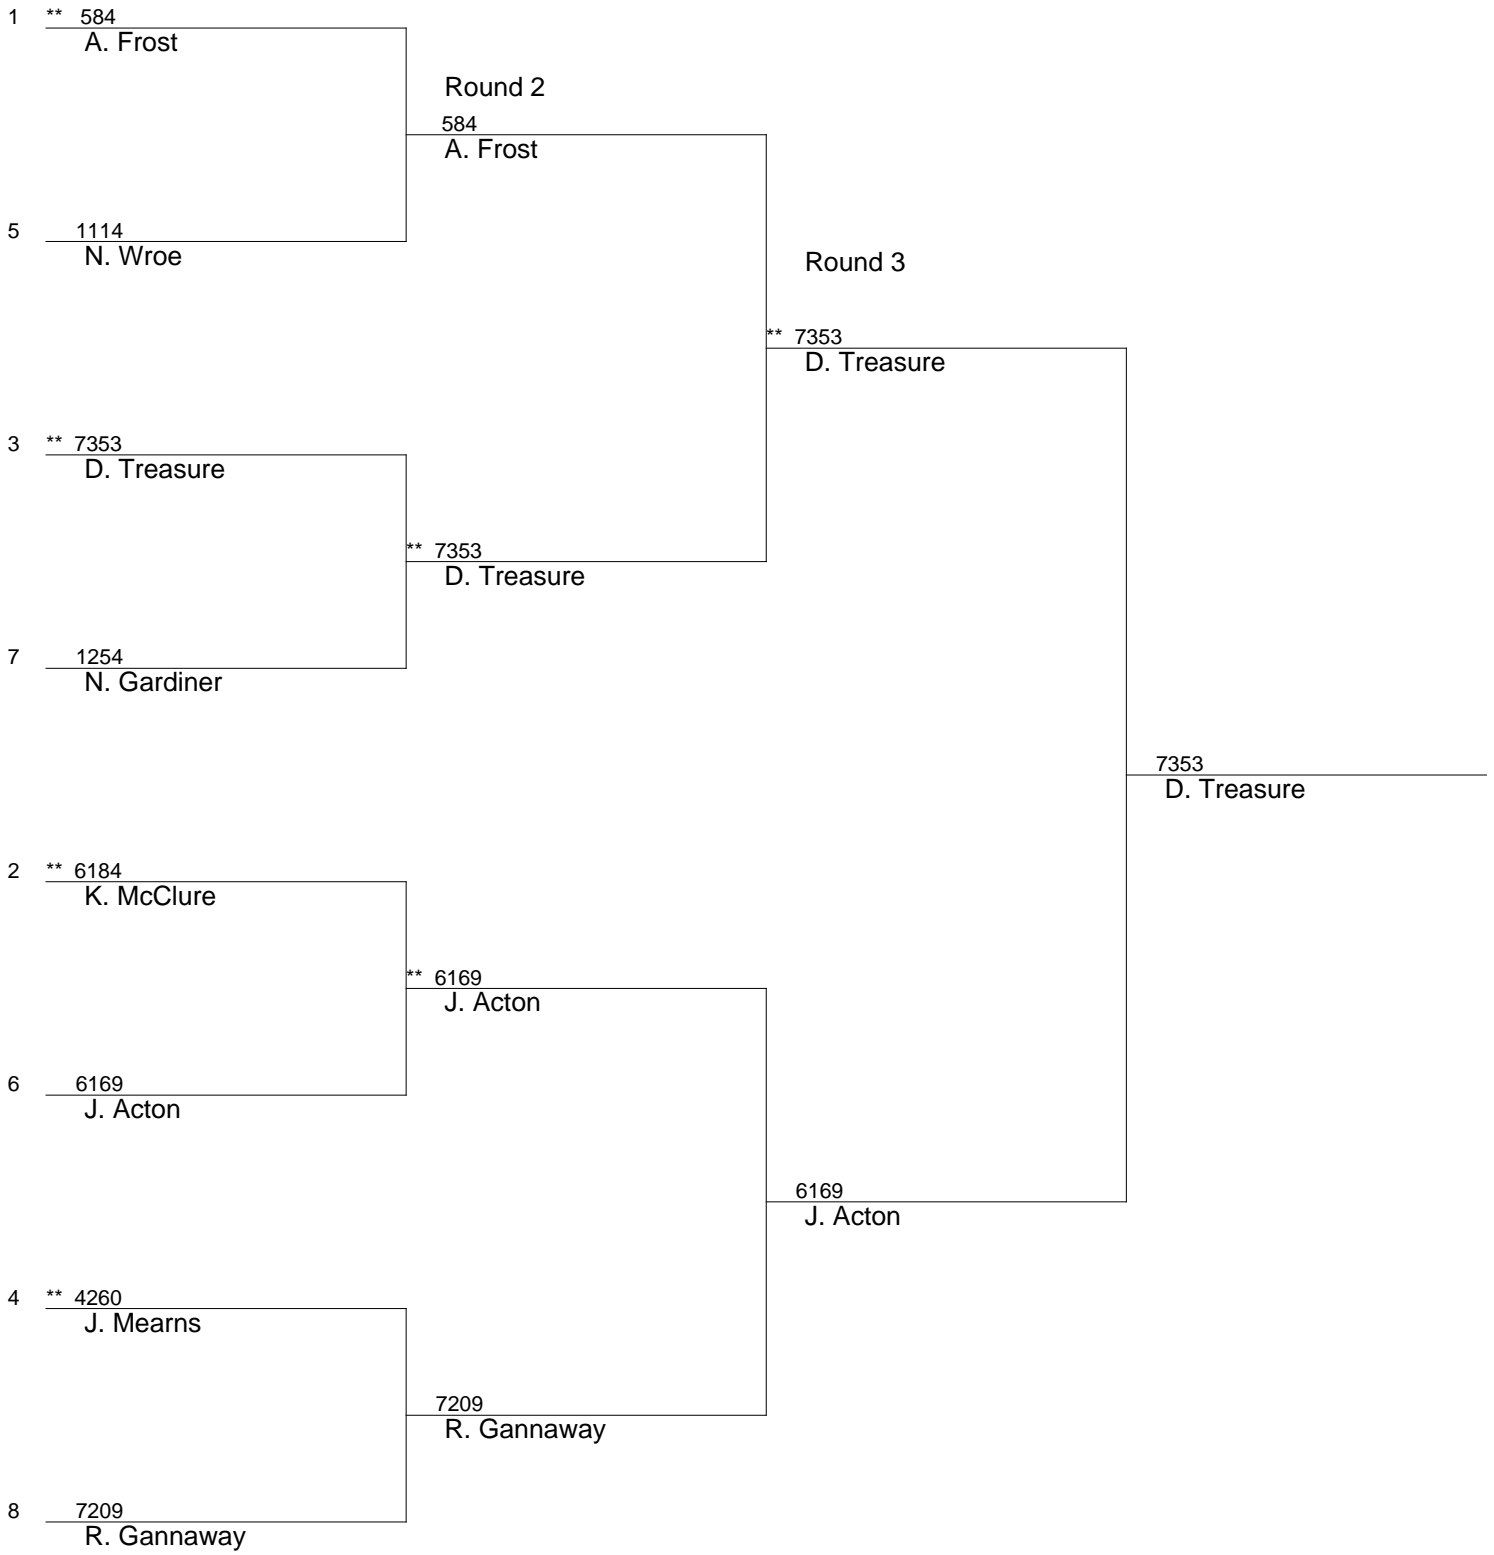 1 ** 584
A. Frost
Round 2
584
A. Frost
5 1114
N. Wroe
Round 3
** 7353
D. Treasure
3 ** 7353
D. Treasure
** 7353
D. Treasure
7 1254
N. Gardiner
7353
D. Treasure
2 ** 6184
K. McClure
** 6169
J. Acton
6 6169
J. Acton
6169
J. Acton
4 ** 4260
J. Mearns
7209
R. Gannaway
8 7209
R. Gannaway